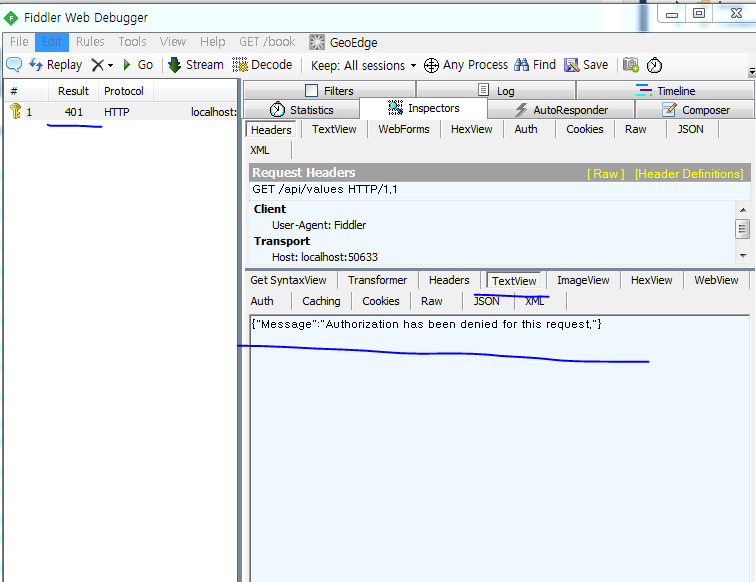 Fiddler Web Debugger
File Edit Rules Tools View Help GET /book GeoEdge
Replay Go Stream Decode Keep: All sessions Any Process Find Save
# Result Protocol
1 401 HTTP localhost:
Filters Log Timeline
Statistics Inspectors AutoResponder Composer
Headers TextView WebForms HexView Auth Cookies Raw JSON
XML
Request Headers [ Raw ] [Header Definitions]
GET /api/values HTTP/1.1
Client
User-Agent: Fiddler
Transport
Host: localhost:50633
Get SyntaxView Transformer Headers TextView ImageView HexView WebView
Auth Caching Cookies Raw JSON XML
{"Message":"Authorization has been denied for this request."}